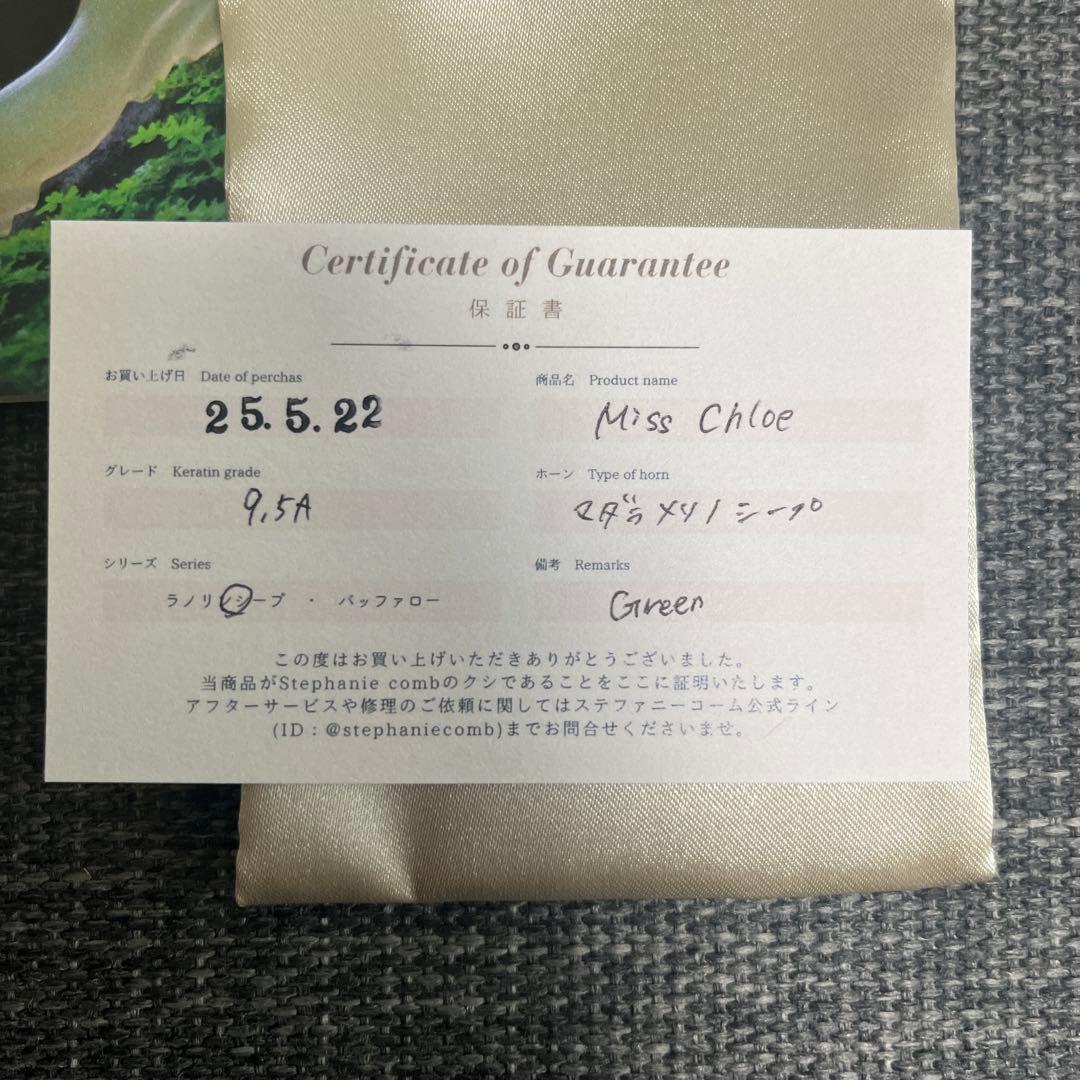 Certificate of Guarantee
保証書
お買い上げ日 Date of perchas
25.5.22
商品名 Product name
Miss Chloe
グレード Keratin grade
9.5A
ホーン Type of horn
マダラメリノシープ
シリーズ Series
ラノリンシープ ・ バッファロー
備考 Remarks
Green
この度はお買い上げいただきありがとうございました。
当商品がStephanie combのクシであることをここに証明いたします。
アフターサービスや修理のご依頼に関してはステファニーコーム公式ライン
(ID：@stephaniecomb)までお問合せくださいませ。